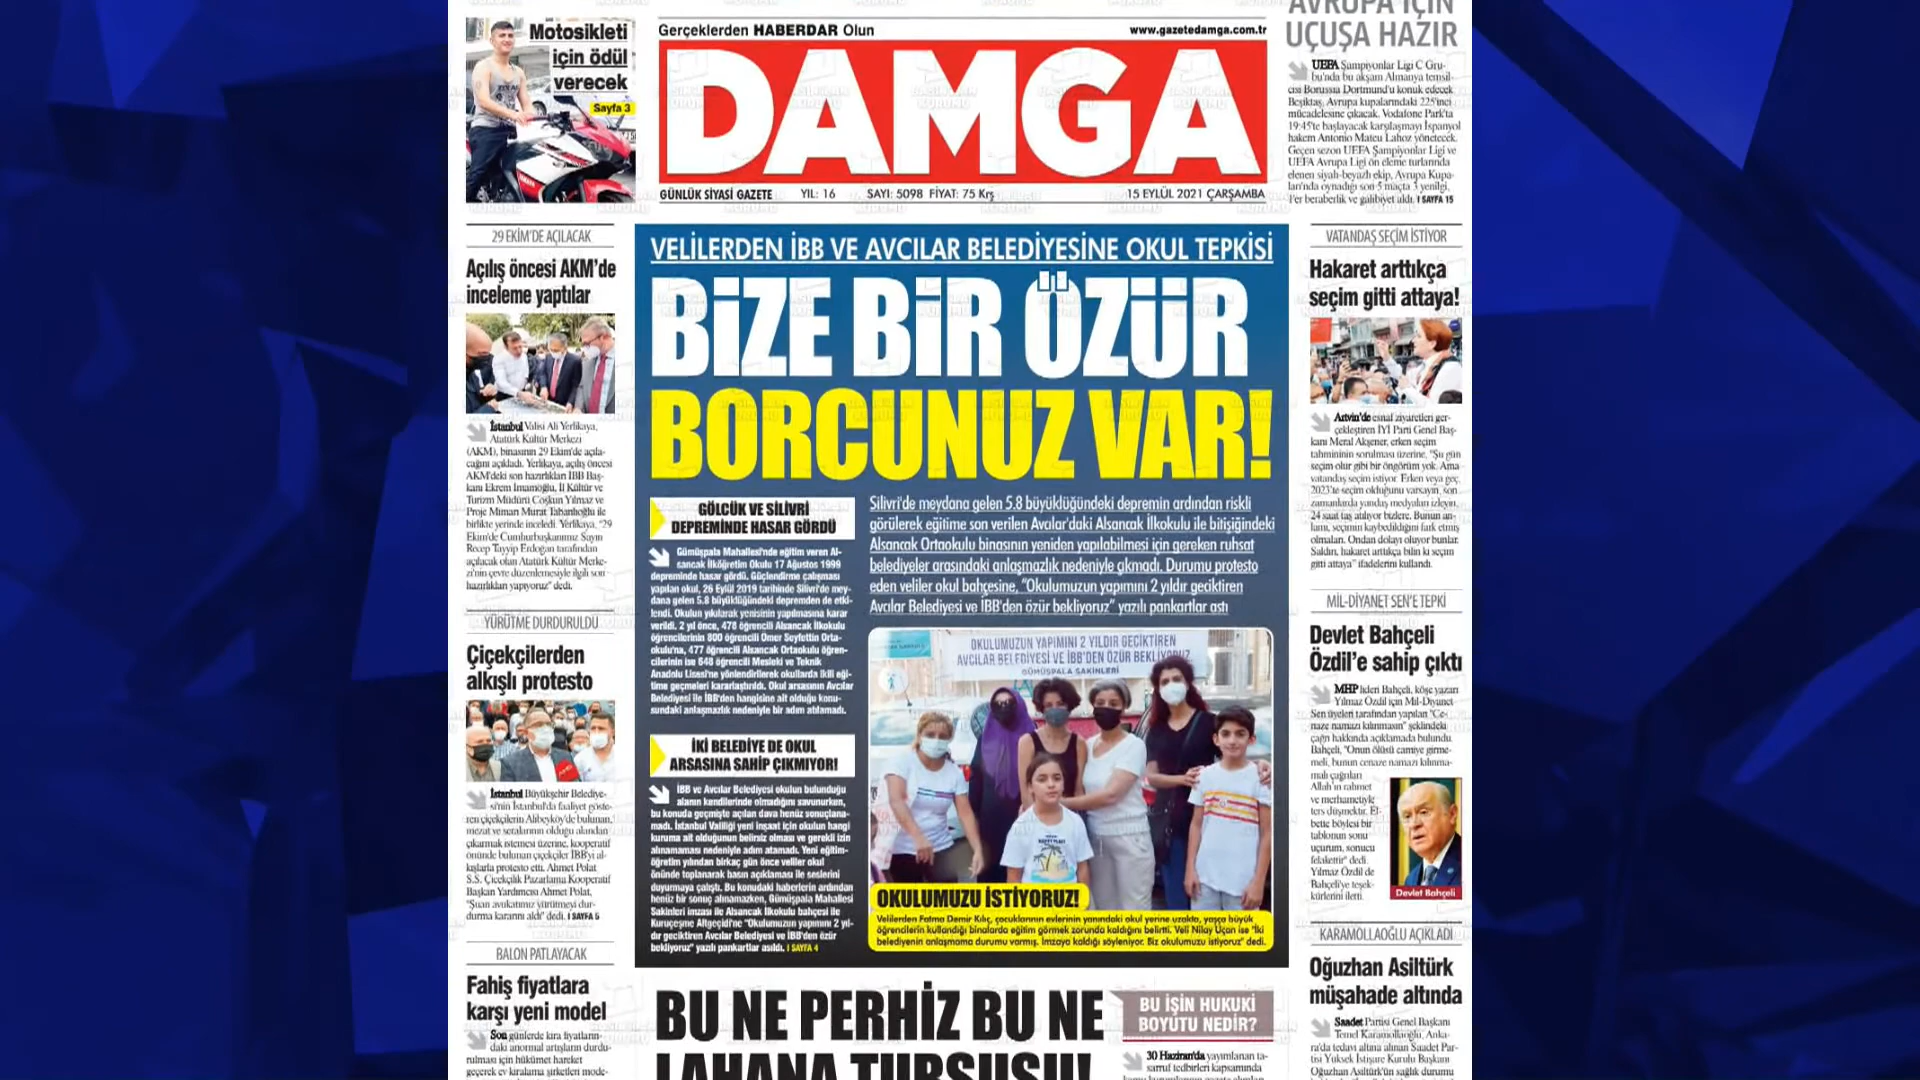 Motosikleti
için ödül
verecek
Sayfa 3
Gerçeklerden HABERDAR Olun
www.gazetedamga.com.tr
DAMGA
GÜNLÜK SİYASİ GAZETE YIL: 16 SAYI: 5098 FİYAT: 75 Krş 15 EYLÜL 2021 ÇARŞAMBA
AVRUPA İÇİN
UÇUŞA HAZIR
UEFA Şampiyonlar Ligi C Gru-
bu'nda bu akşam Almanya temsil-
cisi Borussia Dortmund'u konuk edecek
Beşiktaş, Avrupa kupalarındaki 225'inci
mücadelesine çıkacak. Vodafone Park'ta
19:45'te başlayacak karşılaşmayı İspanyol
hakem Antonio Mateu Lahoz yönetecek.
Geçen sezon UEFA Şampiyonlar Ligi ve
UEFA Avrupa Ligi ön eleme turlarında
elenen siyah-beyazlı ekip, Avrupa Kupa-
ları'nda oynadığı son 5 maçta 3 yenilgi,
1'er beraberlik ve galibiyet aldı. I SAYFA 15
29 EKİM'DE AÇILACAK
Açılış öncesi AKM'de
inceleme yaptılar
İstanbul Valisi Ali Yerlikaya,
Atatürk Kültür Merkezi
(AKM), binasının 29 Ekim'de açıla-
cağını açıkladı. Yerlikaya, açılış öncesi
AKM'deki son hazırlıkları İBB Baş-
kanı Ekrem İmamoğlu, İl Kültür ve
Turizm Müdürü Coşkun Yılmaz ve
Proje Mimarı Murat Tabanlıoğlu ile
birlikte yerinde inceledi. Yerlikaya, "29
Ekim'de Cumhurbaşkanımız Sayın
Recep Tayyip Erdoğan tarafından
açılacak olan Atatürk Kültür Merke-
zi'nin çevre düzenlemesiyle ilgili son
hazırlıkları yapıyoruz" dedi.
YÜRÜTME DURDURULDU
Çiçekçilerden
alkışlı protesto
İstanbul Büyükşehir Belediye-
si'nin İstanbul'da faaliyet göste-
ren çiçekçilerin Alibeyköy'de bulunan,
mezat ve seralarının olduğu alandan
çıkarmak istemesi üzerine, kooperatif
önünde bulunan çiçekçiler İBB'yi al-
kışlarla protesto etti. Ahmet Polat
S.S. Çiçekçilik Pazarlama Kooperatif
Başkan Yardımcısı Ahmet Polat,
"Şuan avukatımız yürütmeyi dur-
durma kararını aldı" dedi. I SAYFA 5
BALON PATLAYACAK
Fahiş fiyatlara
karşı yeni model
Son günlerde kira fiyatların-
daki anormal artışların durdu-
rulması için hükümet hareket
geçerek ev kiralama şirketleri mode-
VELİLERDEN İBB VE AVCILAR BELEDİYESİNE OKUL TEPKİSİ
BİZE BİR ÖZÜR
BORCUNUZ VAR!
GÖLCÜK VE SİLİVRİ
DEPREMİNDE HASAR GÖRDÜ
Gümüşpala Mahallesi'nde eğitim veren Al-
sancak İlköğretim Okulu 17 Ağustos 1999
depreminde hasar gördü. Güçlendirme çalışması
yapılan okul, 26 Eylül 2019 tarihinde Silivri'de mey-
dana gelen 5.8 büyüklüğündeki depremden de etki-
lendi. Okulun yıkılarak yenisinin yapılmasına karar
verildi. 2 yıl önce, 478 öğrencili Alsancak İlkokulu
öğrencilerinin 800 öğrencili Ömer Seyfettin Orta-
okulu'na, 477 öğrencili Alsancak Ortaokulu öğren-
cilerinin ise 648 öğrencili Mesleki ve Teknik
Anadolu Lisesi'ne yönlendirilerek okullarda ikili eği-
time geçmeleri kararlaştırıldı. Okul arsasının Avcılar
Belediyesi ile İBB'den hangisine ait olduğu konu-
sundaki anlaşmazlık nedeniyle bir adım atılamadı.
İKİ BELEDİYE DE OKUL
ARSASINA SAHİP ÇIKMIYOR!
İBB ve Avcılar Belediyesi okulun bulunduğu
alanın kendilerinde olmadığını savunurken,
bu konuda geçmişte açılan dava henüz sonuçlana-
madı. İstanbul Valiliği yeni inşaat için okulun hangi
kuruma ait olduğunun belirsiz olması ve gerekli izin
alınamaması nedeniyle adım atamadı. Yeni eğitim-
öğretim yılından birkaç gün önce veliler okul
önünde toplanarak basın açıklaması ile seslerini
duyurmaya çalıştı. Bu konudaki haberlerin ardından
henüz bir sonuç alınamazken, Gümüşpala Mahallesi
Sakinleri imzası ile Alsancak İlkokulu bahçesi ile
Kuruçeşme Altgeçidi'ne "Okulumuzun yapımını 2 yıl-
dır geciktiren Avcılar Belediyesi ve İBB'den özür
bekliyoruz" yazılı pankartlar asıldı. I SAYFA 4
Silivri'de meydana gelen 5.8 büyüklüğündeki depremin ardından riskli
görülerek eğitime son verilen Avcılar'daki Alsancak İlkokulu ile bitişiğindeki
Alsancak Ortaokulu binasının yeniden yapılabilmesi için gereken ruhsat
belediyeler arasındaki anlaşmazlık nedeniyle çıkmadı. Durumu protesto
eden veliler okul bahçesine, "Okulumuzun yapımını 2 yıldır geciktiren
Avcılar Belediyesi ve İBB'den özür bekliyoruz" yazılı pankartlar astı
OKULUMUZUN YAPIMINI 2 YILDIR GECİKTİREN
AVCILAR BELEDİYESİ VE İBB'DEN ÖZÜR BEKLİYORUZ
GÜMÜŞPALA SAKİNLERİ
OKULUMUZU İSTİYORUZ!
Velilerden Fatma Demir Kılıç, çocuklarının evlerinin yanındaki okul yerine uzakta, yaşça büyük
öğrencilerin kullandığı binalarda eğitim görmek zorunda kaldığını belirtti. Veli Nilay Uçan ise "İki
belediyenin anlaşmama durumu varmış. İmzaya kaldığı söyleniyor. Biz okulumuzu istiyoruz" dedi.
BU NE PERHİZ BU NE
LAHANA TURŞUSU!
BU İŞİN HUKUKİ
BOYUTU NEDİR?
30 Haziran'da yayımlanan ta-
sarruf tedbirleri kapsamında
VATANDAŞ SEÇİM İSTİYOR
Hakaret arttıkça
seçim gitti attaya!
Artvin'de esnaf ziyaretleri ger-
çekleştiren İYİ Parti Genel Baş-
kanı Meral Akşener, erken seçim
tahmininin sorulması üzerine, "Şu gün
seçim olur gibi bir öngörüm yok. Ama
vatandaş seçim istiyor. Erken veya geç,
2023'te seçim olduğunu varsayın, son
zamanlarda yandaş medyaları izleyin,
24 saat taş atılıyor bizlere. Bunun an-
lamı, seçimin kaybedildiğini fark etmiş
olmaları. Ondan dolayı oluyor bunlar.
Saldırı, hakaret arttıkça bilin ki seçim
gitti attaya" ifadelerini kullandı.
MİL-DİYANET SEN'E TEPKİ
Devlet Bahçeli
Özdil'e sahip çıktı
MHP lideri Bahçeli, köşe yazarı
Yılmaz Özdil için Mil-Diyanet
Sen üyeleri tarafından yapılan "Ce-
naze namazı kılınmasın" şeklindeki
çağrı hakkında açıklamada bulundu.
Bahçeli, "Onun ölüsü camiye girme-
meli, bunun cenaze namazı kılınma-
malı çağrıları
Allah'ın rahmet
ve merhametiyle
ters düşmektir. El-
bette böylesi bir
tablonun sonu
uçurum, sonucu
felakettir" dedi.
Yılmaz Özdil de
Bahçeli'ye teşek-
kürlerini iletti.
Devlet Bahçeli
KARAMOLLAOĞLU AÇIKLADI
Oğuzhan Asiltürk
müşahade altında
Saadet Partisi Genel Başkanı
Temel Karamollaoğlu, Anka-
ra'da tedavi altına alınan Saadet Par-
tisi Yüksek İstişare Kurulu Başkanı
Oğuzhan Asiltürk'ün sağlık durumu